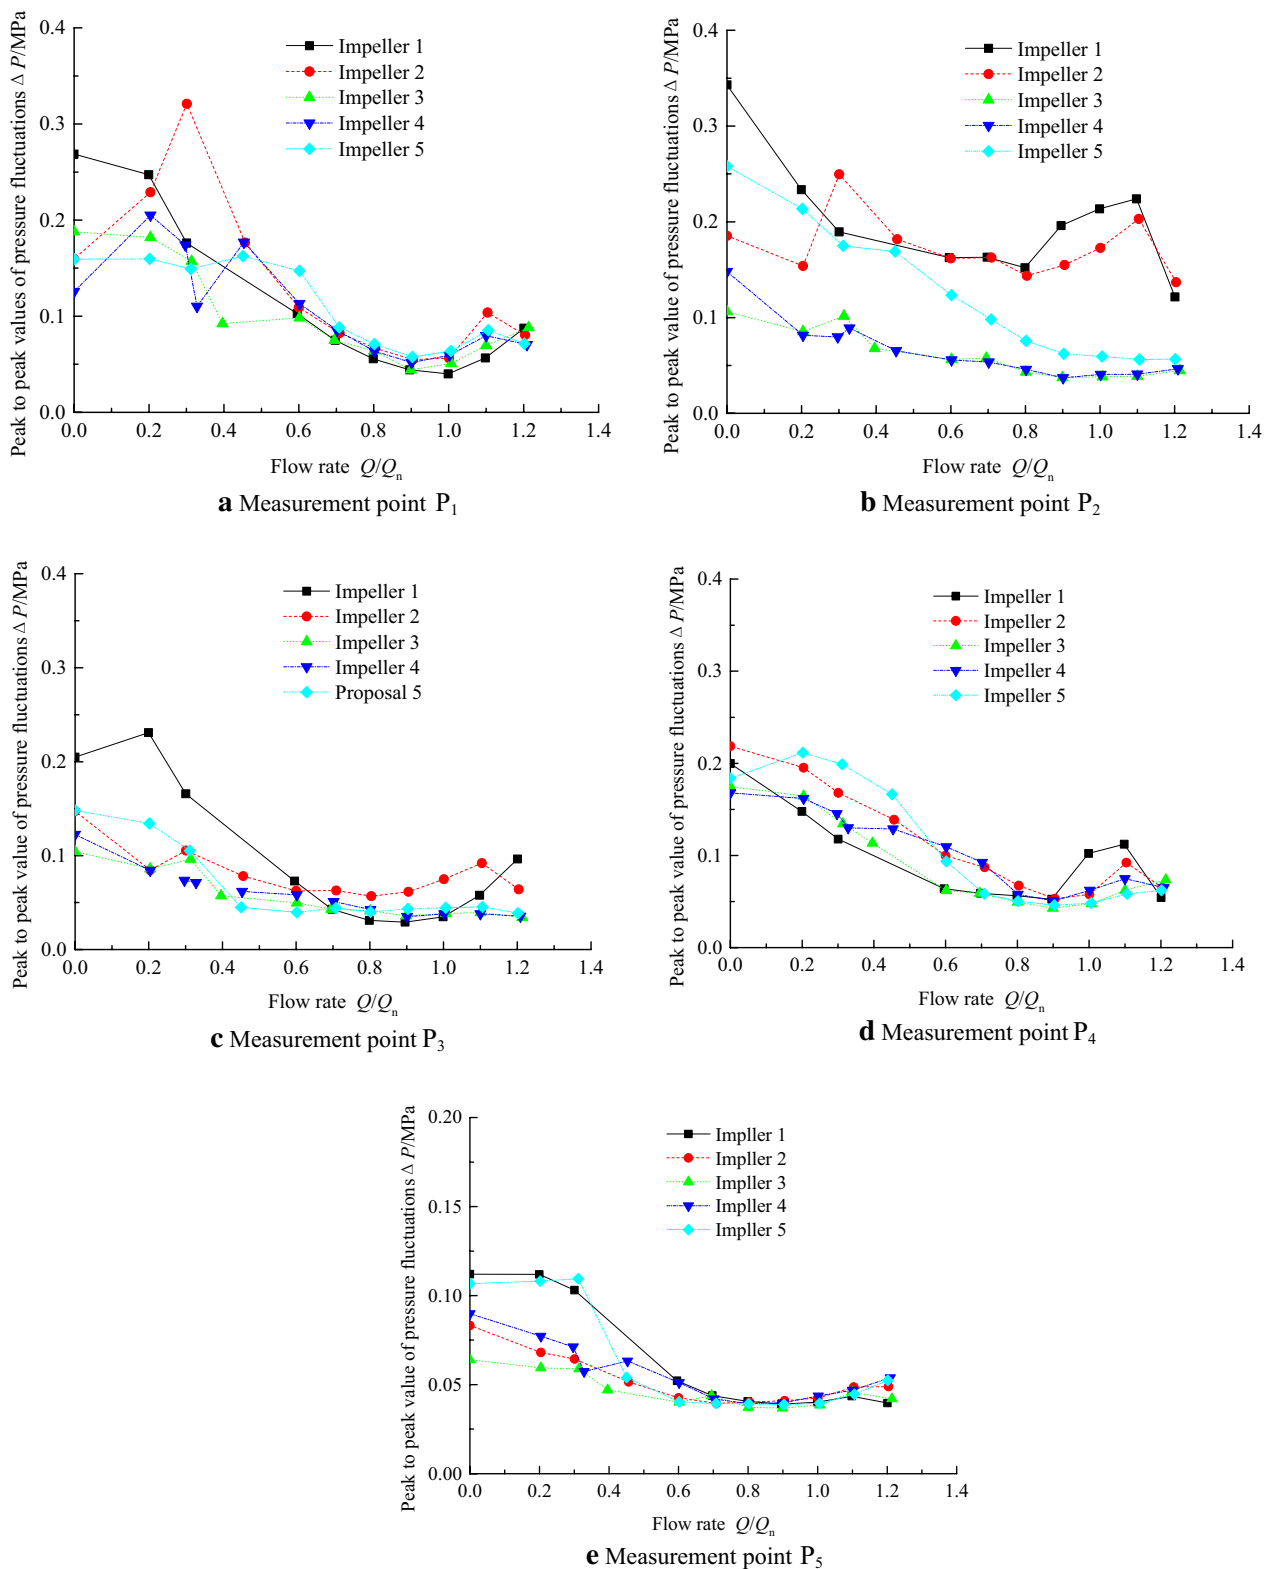 Peak to peak values of pressure fluctuations Δ P/MPa
0.4
0.3
0.2
0.1
0.0
Impeller 1
Impeller 2
Impeller 3
Impeller 4
Impeller 5
0.0 0.2 0.4 0.6 0.8 1.0 1.2 1.4
Flow rate Q/Qn
a Measurement point P1
Peak to peak value of pressure fluctuations Δ P/MPa
0.4
0.3
0.2
0.1
0.0
Impeller 1
Impeller 2
Impeller 3
Impeller 4
Impeller 5
0.0 0.2 0.4 0.6 0.8 1.0 1.2 1.4
Flow rate Q/Qn
b Measurement point P2
Peak to peak value of pressure fluctuations Δ P/MPa
0.4
0.3
0.2
0.1
0.0
Impeller 1
Impeller 2
Impeller 3
Impeller 4
Proposal 5
0.0 0.2 0.4 0.6 0.8 1.0 1.2 1.4
Flow rate Q/Qn
c Measurement point P3
Peak to peak value of pressure fluctuations Δ P/MPa
0.4
0.3
0.2
0.1
0.0
Impeller 1
Impeller 2
Impeller 3
Impeller 4
Impeller 5
0.0 0.2 0.4 0.6 0.8 1.0 1.2 1.4
Flow rate Q/Qn
d Measurement point P4
Peak to peak value of pressure fluctuations Δ P/MPa
0.20
0.15
0.10
0.05
0.00
Impller 1
Impller 2
Impller 3
Impller 4
Impller 5
0.0 0.2 0.4 0.6 0.8 1.0 1.2 1.4
Flow rate Q/Qn
e Measurement point P5